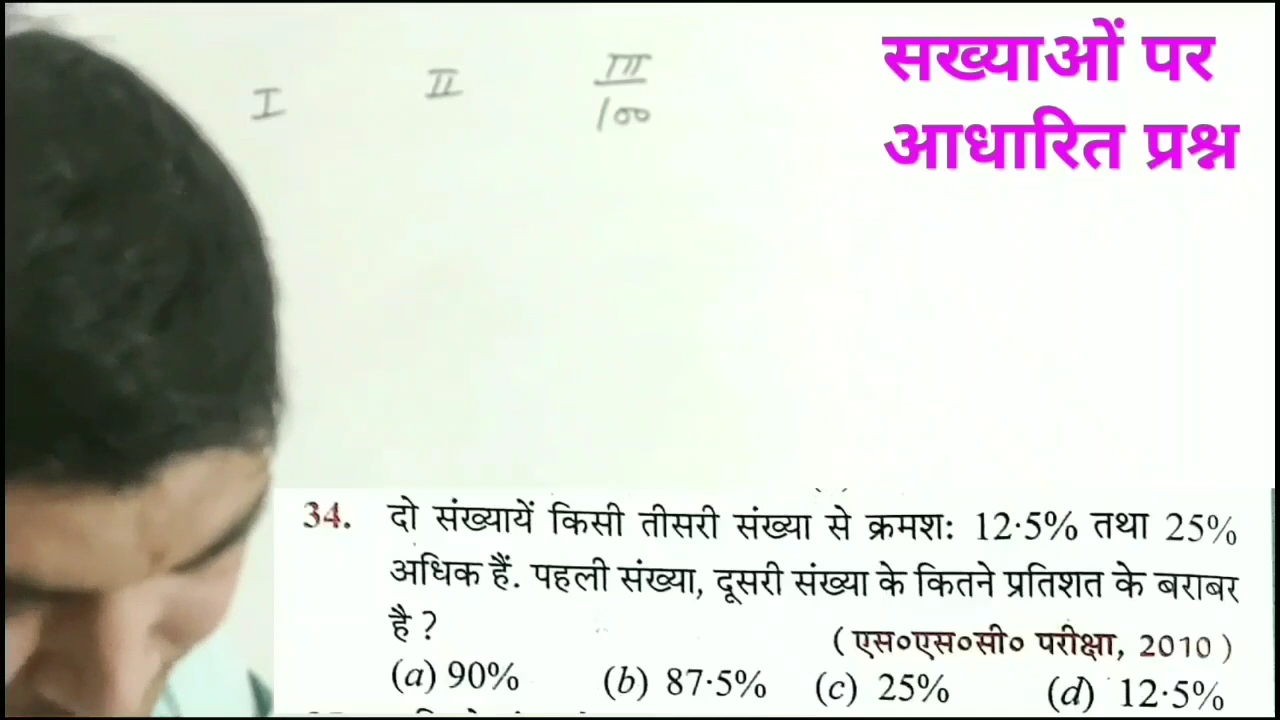 सख्याओं पर
आधारित प्रश्न
I II III
100
34. दो संख्यायें किसी तीसरी संख्या से क्रमश: 12·5% तथा 25%
अधिक हैं. पहली संख्या, दूसरी संख्या के कितने प्रतिशत के बराबर
है ?
( एस०एस०सी० परीक्षा, 2010 )
(a) 90% (b) 87·5% (c) 25% (d) 12·5%